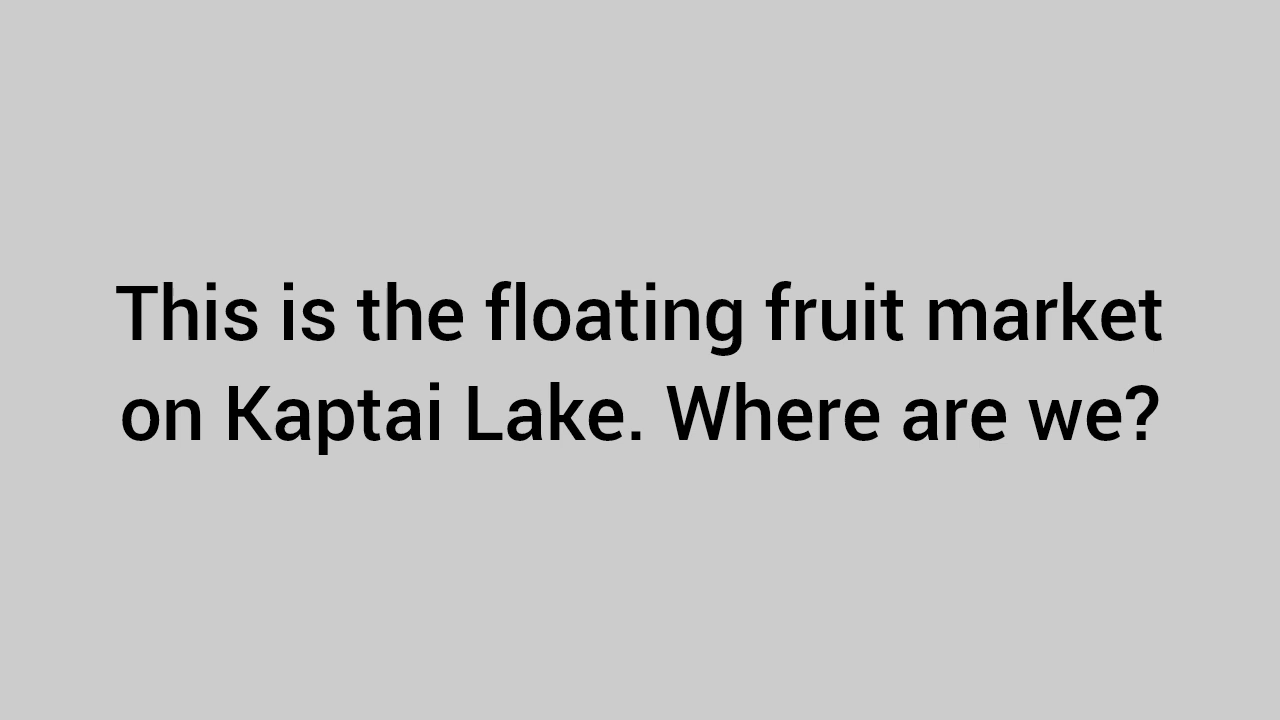 This is the floating fruit market
on Kaptai Lake. Where are we?